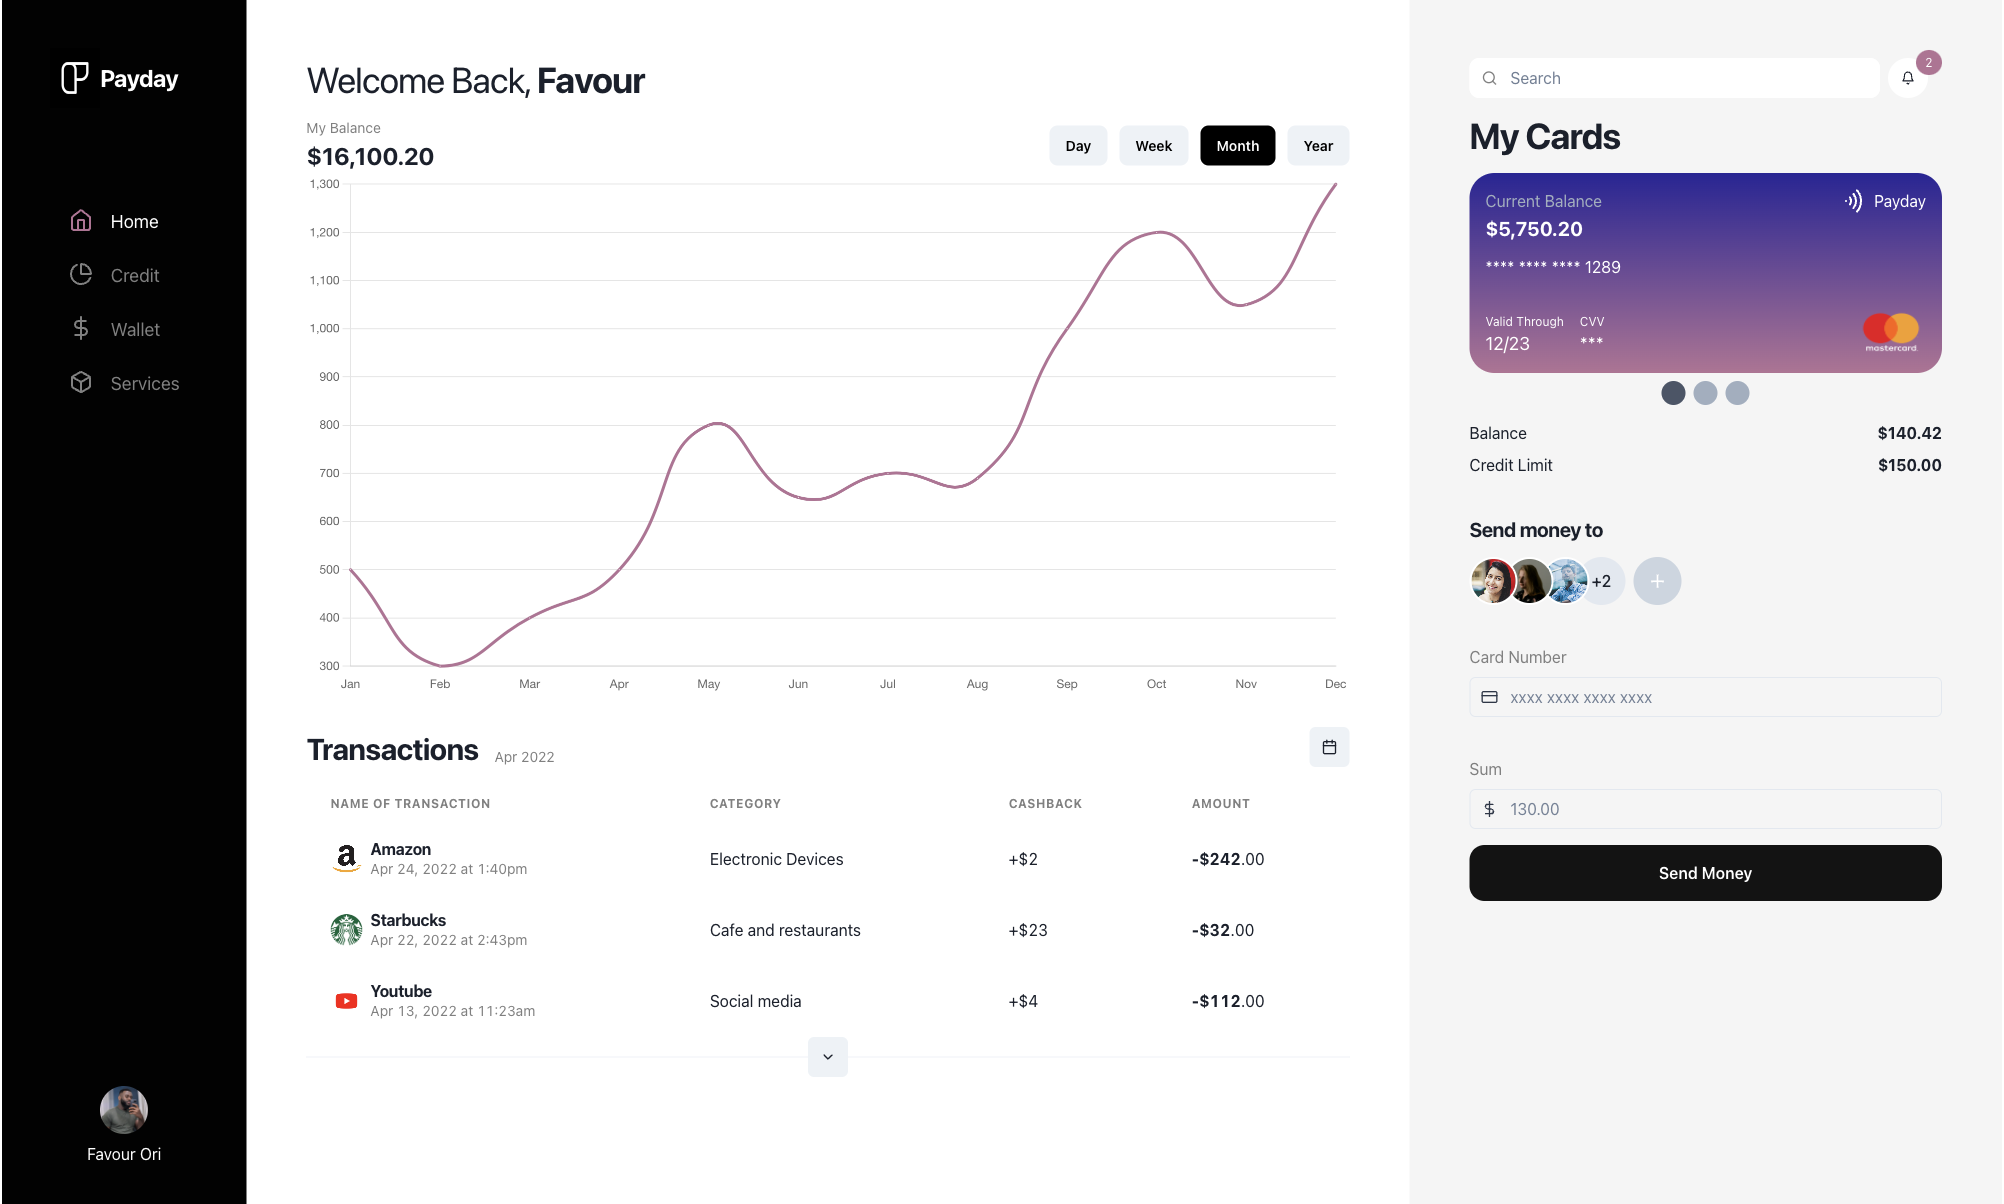 Payday
Home
Credit
Wallet
Services
Favour Ori
Welcome Back, Favour
My Balance
$16,100.20
Day
Week
Month
Year
1,300
1,200
1,100
1,000
900
800
700
600
500
400
300
Jan Feb Mar Apr May Jun Jul Aug Sep Oct Nov Dec
Transactions Apr 2022
NAME OF TRANSACTION CATEGORY CASHBACK AMOUNT
Amazon
Apr 24, 2022 at 1:40pm
Electronic Devices
+$2
-$242.00
Starbucks
Apr 22, 2022 at 2:43pm
Cafe and restaurants
+$23
-$32.00
Youtube
Apr 13, 2022 at 11:23am
Social media
+$4
-$112.00
Search
2
My Cards
Current Balance
Payday
$5,750.20
**** **** **** 1289
Valid Through CVV
12/23 ***
mastercard.
Balance $140.42
Credit Limit $150.00
Send money to
+2
Card Number
xxxx xxxx xxxx xxxx
Sum
$ 130.00
Send Money